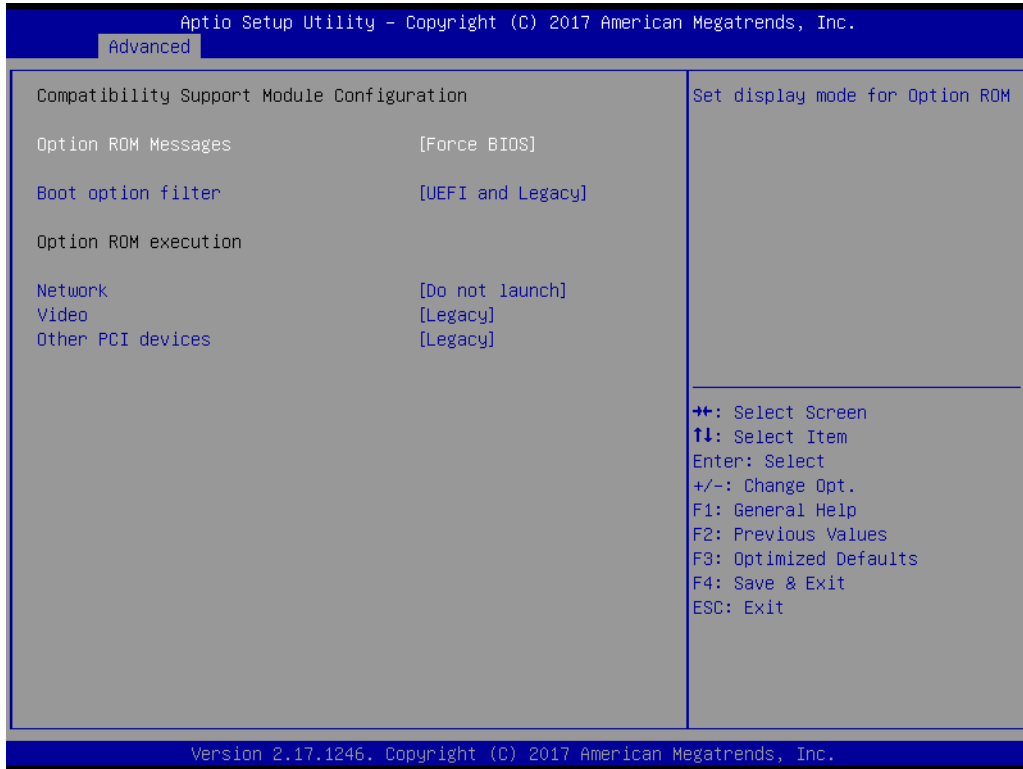 Aptio Setup Utility – Copyright (C) 2017 American Megatrends, Inc.
Advanced
Compatibility Support Module Configuration
Option ROM Messages [Force BIOS]
Boot option filter [UEFI and Legacy]
Option ROM execution
Network [Do not launch]
Video [Legacy]
Other PCI devices [Legacy]
Set display mode for Option ROM
→←: Select Screen
↑↓: Select Item
Enter: Select
+/-: Change Opt.
F1: General Help
F2: Previous Values
F3: Optimized Defaults
F4: Save & Exit
ESC: Exit
Version 2.17.1246. Copyright (C) 2017 American Megatrends, Inc.